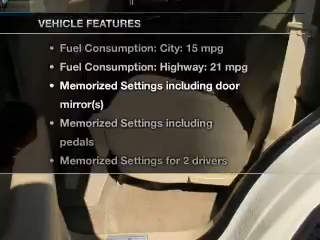 VEHICLE FEATURES
• Fuel Consumption: City: 15 mpg
• Fuel Consumption: Highway: 21 mpg
• Memorized Settings including door
mirror(s)
• Memorized Settings including
pedals
• Memorized Settings for 2 drivers